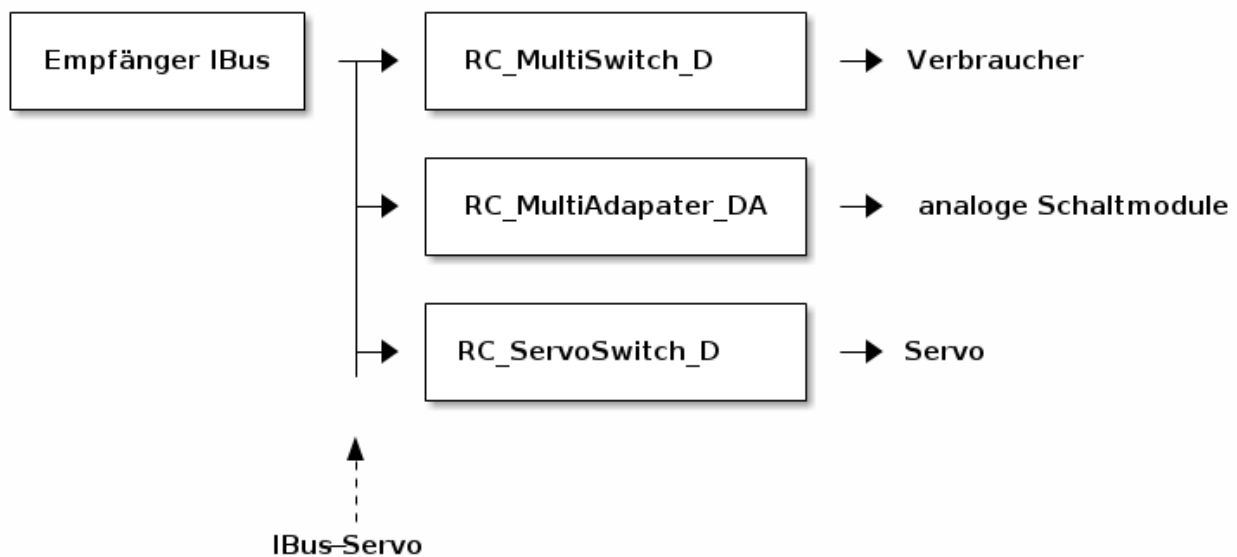 Empfänger IBus
RC_MultiSwitch_D
Verbraucher
RC_MultiAdapater_DA
analoge Schaltmodule
RC_ServoSwitch_D
Servo
IBus-Servo